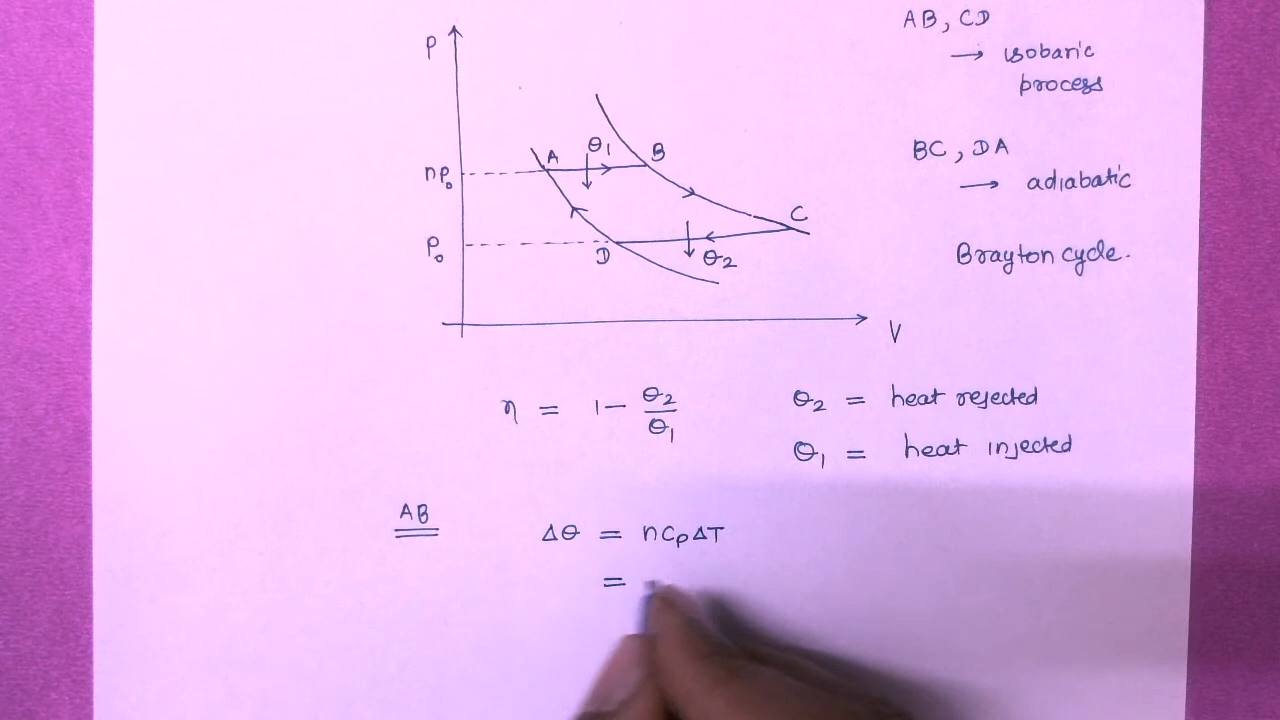 P
nP₀
P₀
A
θ₁
B
C
D
θ₂
V
AB, CD
→ isobaric
process
BC, DA
→ adiabatic
Brayton cycle.
η = 1 - θ₂/θ₁
θ₂ = heat rejected
θ₁ = heat injected
AB
Δθ = nCpΔT
=